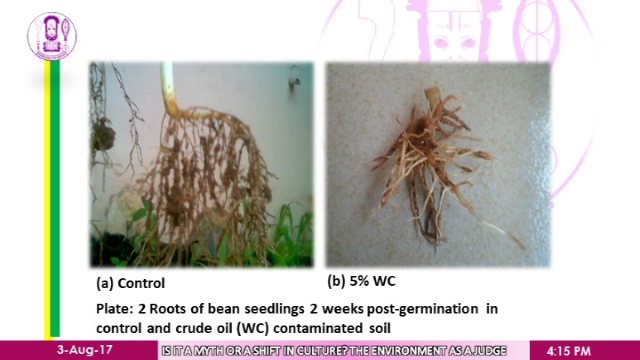 (a) Control
(b) 5% WC
Plate: 2 Roots of bean seedlings 2 weeks post-germination in
control and crude oil (WC) contaminated soil
3-Aug-17
IS IT A MYTH OR A SHIFT IN CULTURE? THE ENVIRONMENT AS A JUDGE
4:15 PM